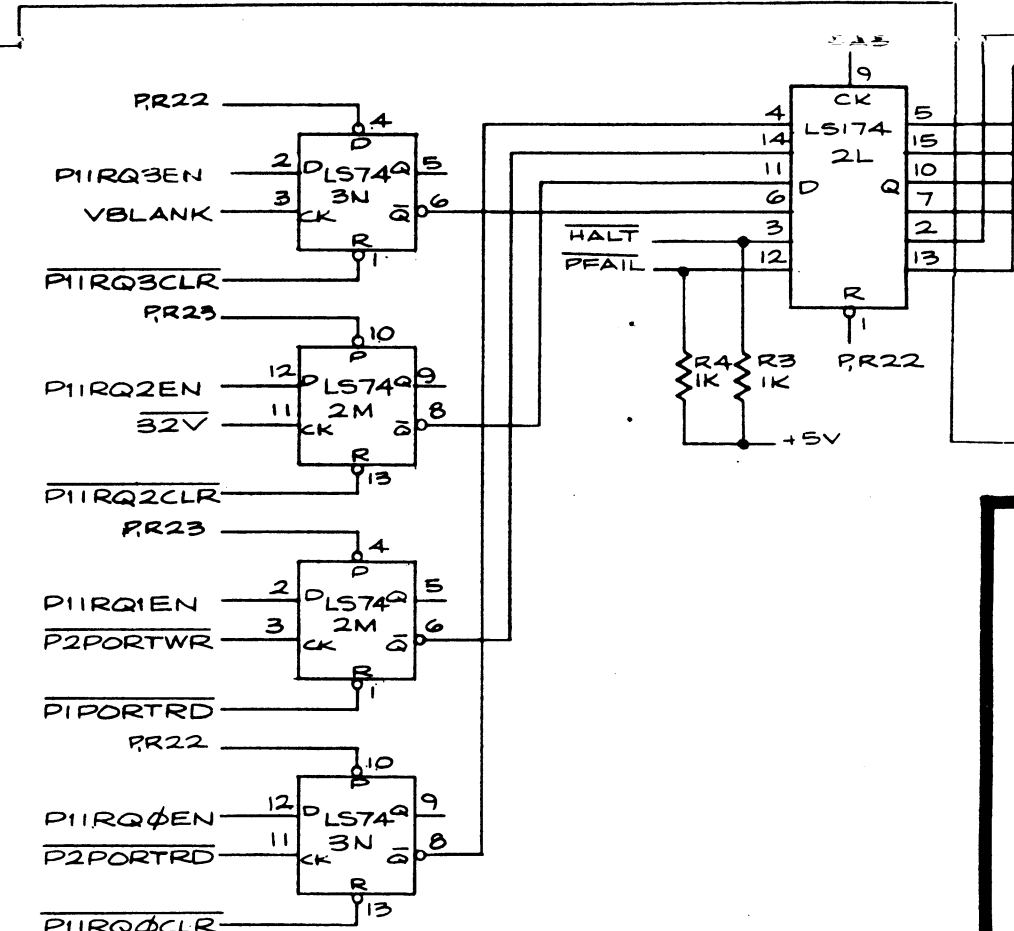 P,R22
4
P
P1IRQ3EN
2
D
LS74
Q
5
3N
VBLANK
3
CK
Q̅
6
R
1
P1IRQ3CLR
P,R23
10
P
P1IRQ2EN
12
D
LS74
Q
9
2M
32V
11
CK
Q̅
8
R
13
P1IRQ2CLR
P,R23
4
P
P1IRQ1EN
2
D
LS74
Q
5
2M
P2PORTWR
3
CK
Q̅
6
R
1
P1PORTRD
P,R22
10
P
P1IRQØEN
12
D
LS74
Q
9
3N
P2PORTRD
11
CK
Q̅
8
R
13
P1IRQØCLR
9
CK
4
LS174
5
14
2L
15
11
D
Q
10
6
7
HALT
3
2
PFAIL
12
13
R
1
P,R22
R4
1K
R3
1K
+5V